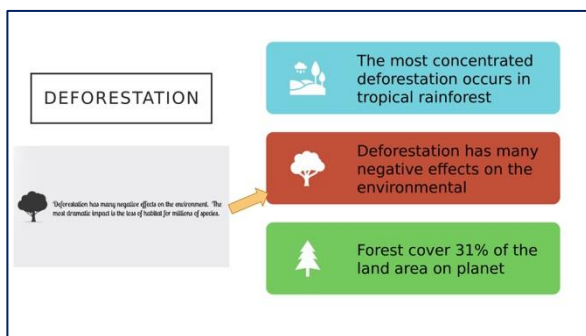 DEFORESTATION
Deforestation has many negative effects on the environment. The
most dramatic impact is the loss of habitat for millions of species.
The most concentrated
deforestation occurs in
tropical rainforest
Deforestation has many
negative effects on the
environmental
Forest cover 31% of the
land area on planet